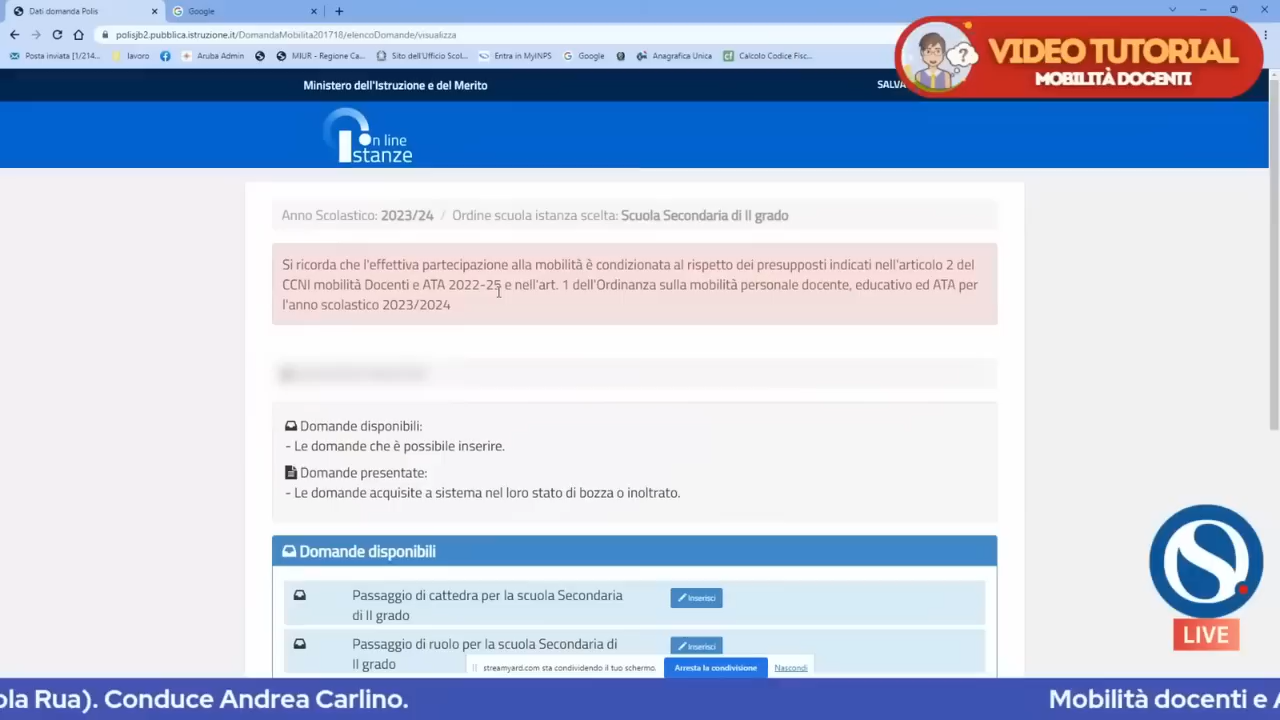 Dati domanda Polis
Google
polisjb2.pubblica.istruzione.it/DomandaMobilita201718/elencoDomande/visualizza
Posta inviata [1/214...
lavoro
Aruba Admin
MIUR - Regione Ca...
Sito dell'Ufficio Scol...
Entra in MyINPS
Google
Anagrafica Unica
Calcolo Codice Fisc...
VIDEO TUTORIAL
MOBILITÀ DOCENTI
Ministero dell'Istruzione e del Merito
SALVA
On line
Istanze
Anno Scolastico: 2023/24 / Ordine scuola istanza scelta: Scuola Secondaria di II grado
Si ricorda che l'effettiva partecipazione alla mobilità è condizionata al rispetto dei presupposti indicati nell'articolo 2 del
CCNI mobilità Docenti e ATA 2022-25 e nell'art. 1 dell'Ordinanza sulla mobilità personale docente, educativo ed ATA per
l'anno scolastico 2023/2024
Domande disponibili:
- Le domande che è possibile inserire.
Domande presentate:
- Le domande acquisite a sistema nel loro stato di bozza o inoltrato.
Domande disponibili
Passaggio di cattedra per la scuola Secondaria
di II grado
Inserisci
Passaggio di ruolo per la scuola Secondaria di
II grado
Inserisci
streamyard.com sta condividendo il tuo schermo.
Arresta la condivisione
Nascondi
S
LIVE
ola Rua). Conduce Andrea Carlino.
Mobilità docenti e A